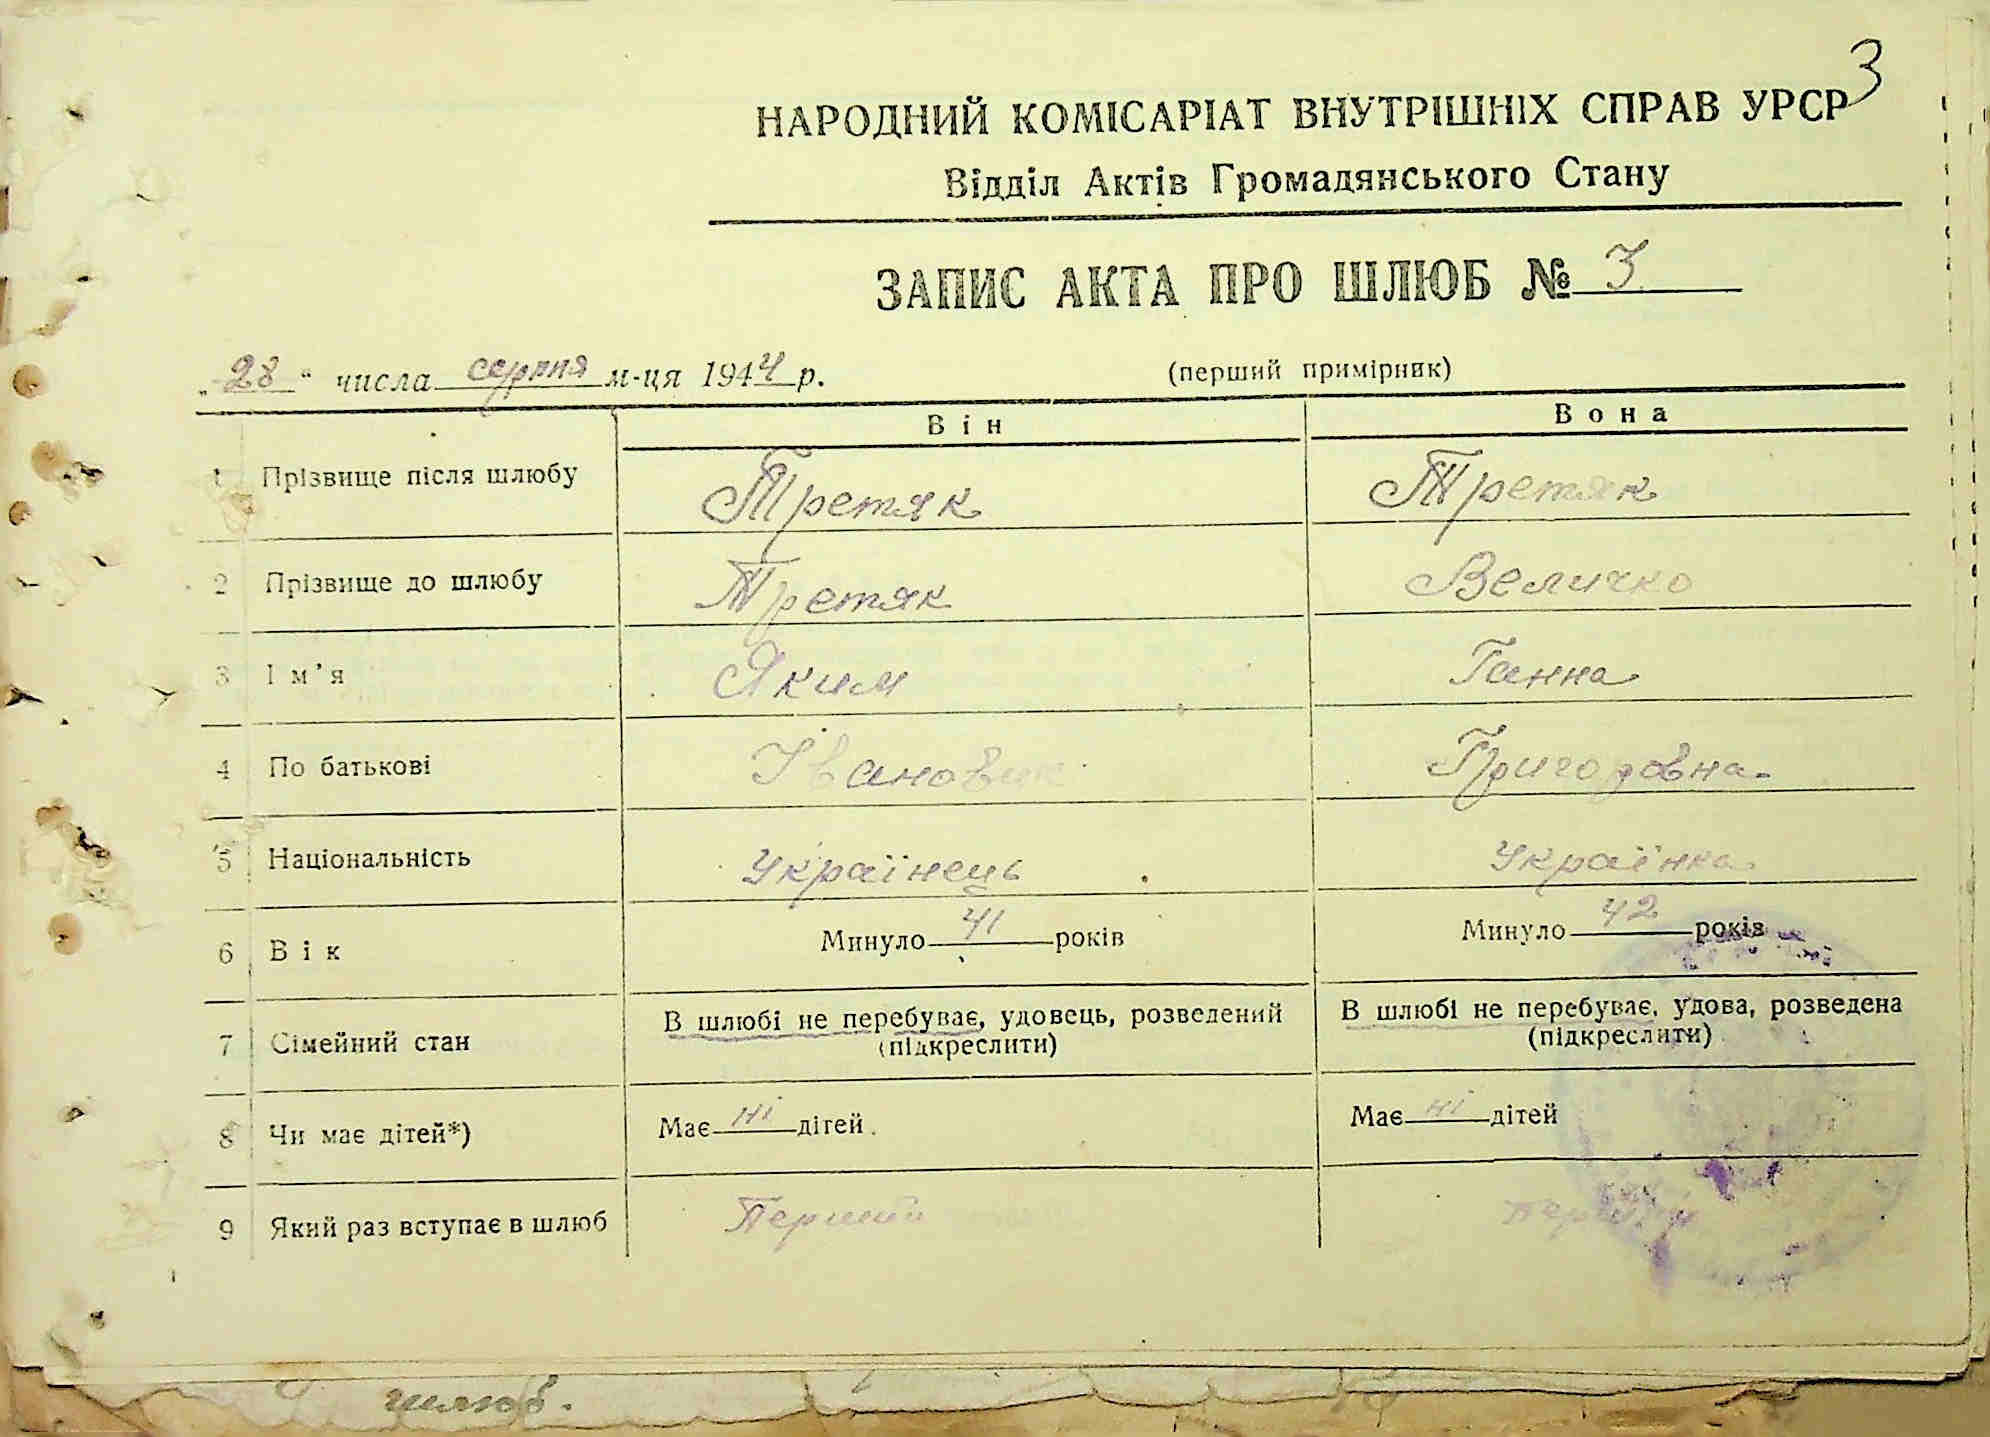 3
НАРОДНИЙ КОМІСАРІАТ ВНУТРІШНІХ СПРАВ УРСР
Відділ Актів Громадянського Стану
ЗАПИС АКТА ПРО ШЛЮБ № 3
„28“ числа серпня м-ця 1944 р. (перший примірник)
Він Вона
1 Прізвище після шлюбу Третяк Третяк
2 Прізвище до шлюбу Третяк Величко
3 Ім’я Яким Ганна
4 По батькові Іванович Григоровна
5 Національність Українець Українка
6 Вік Минуло 41 років Минуло 42 років
7 Сімейний стан В шлюбі не перебуває, удовець, розведений В шлюбі не перебуває, удова, розведена
(підкреслити) (підкреслити)
8 Чи має дітей*) Має ні дітей Має ні дітей
9 Який раз вступає в шлюб Перший перший
шлюб.